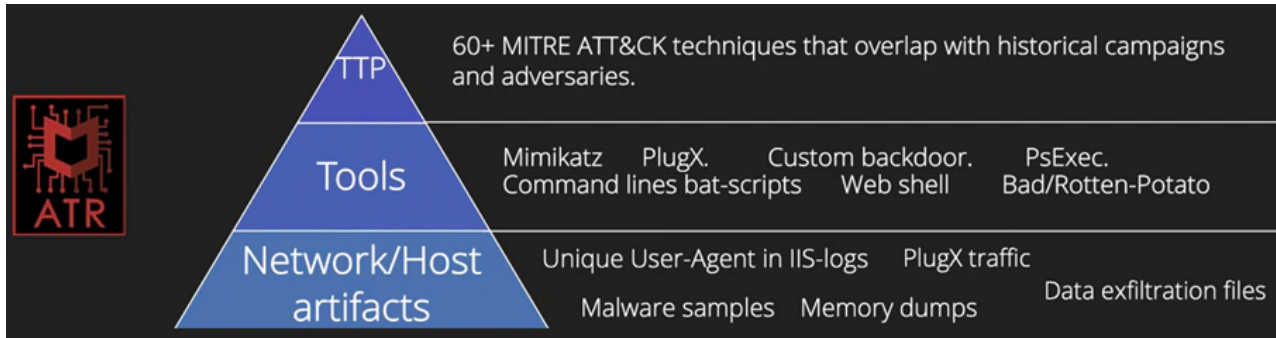 60+ MITRE ATT&CK techniques that overlap with historical campaigns
and adversaries.
TTP
Mimikatz PlugX. Custom backdoor. PsExec.
Command lines bat-scripts Web shell Bad/Rotten-Potato
Tools
ATR
Network/Host
artifacts
Unique User-Agent in IIS-logs PlugX traffic
Data exfiltration files
Malware samples Memory dumps